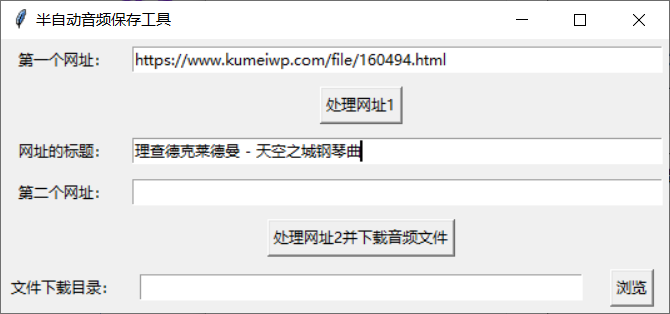 半自动音频保存工具
第一个网址： https://www.kumeiwp.com/file/160494.html
处理网址1
网址的标题： 理查德克莱德曼 - 天空之城钢琴曲
第二个网址：
处理网址2并下载音频文件
文件下载目录： 浏览